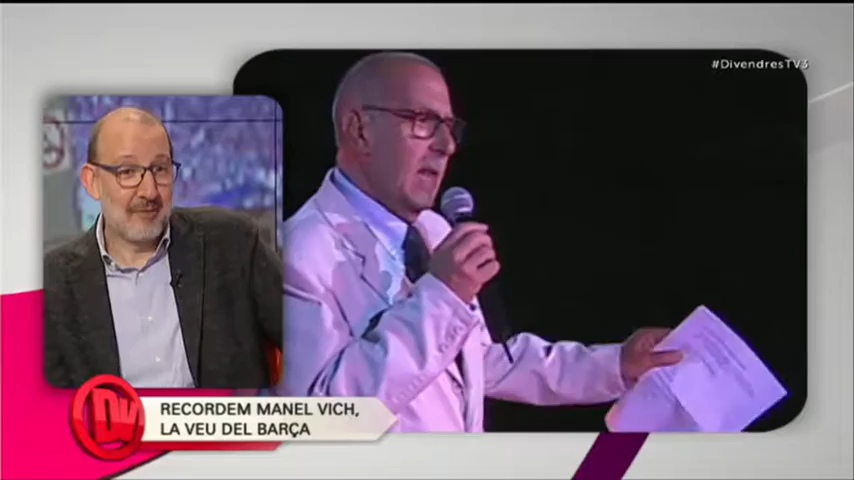 #DivendresTV3
DV
RECORDEM MANEL VICH,
LA VEU DEL BARÇA